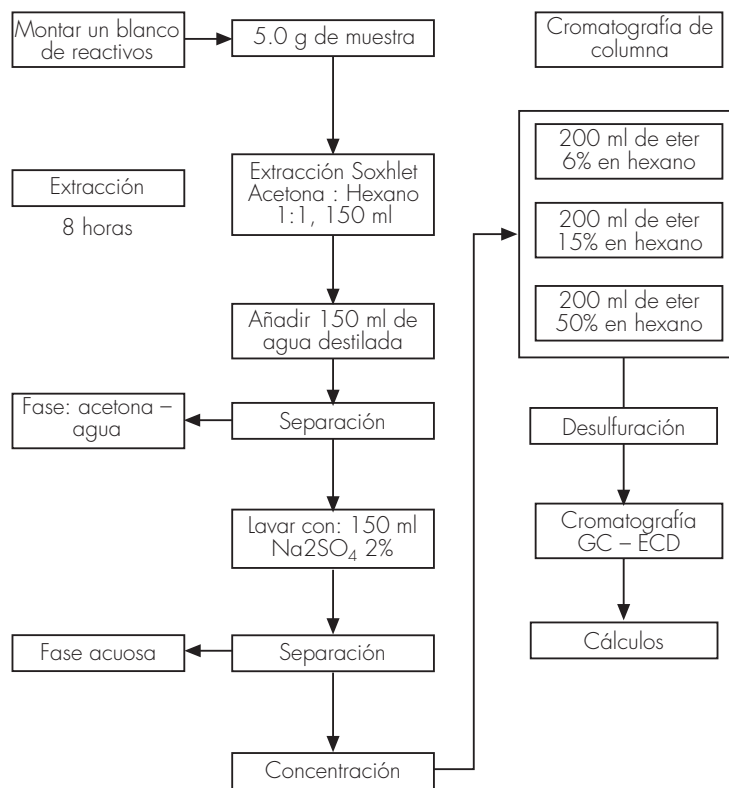 Montar un blanco
de reactivos
5.0 g de muestra
Extracción
8 horas
Extracción Soxhlet
Acetona : Hexano
1:1, 150 ml
Añadir 150 ml de
agua destilada
Fase: acetona –
agua
Separación
Lavar con: 150 ml
Na2SO₄ 2%
Fase acuosa
Separación
Concentración
Cromatografía de
columna
200 ml de eter
6% en hexano
200 ml de eter
15% en hexano
200 ml de eter
50% en hexano
Desulfuración
Cromatografía
GC – ECD
Cálculos